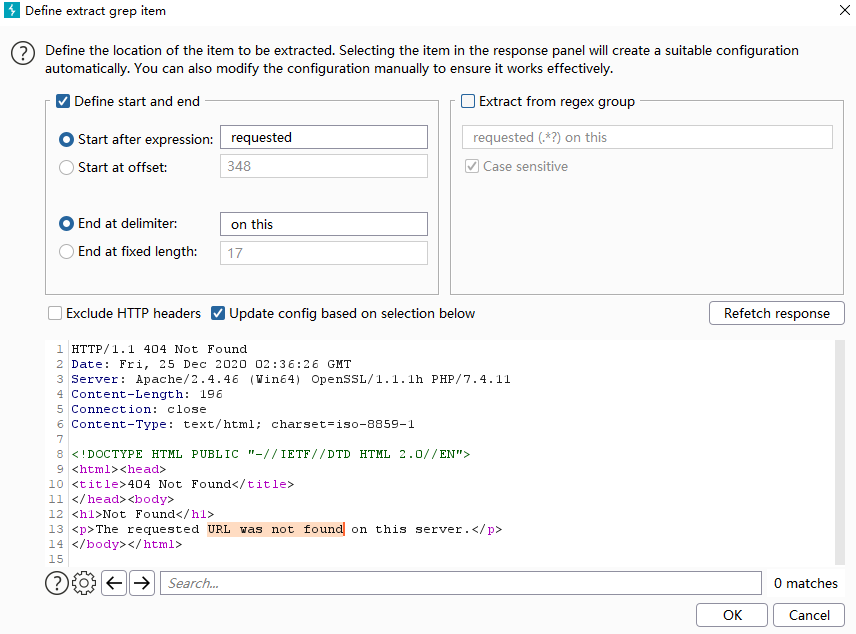 Define extract grep item
Define the location of the item to be extracted. Selecting the item in the response panel will create a suitable configuration
automatically. You can also modify the configuration manually to ensure it works effectively.
Define start and end
Start after expression: requested
Start at offset: 348
End at delimiter: on this
End at fixed length: 17
Extract from regex group
requested (.*?) on this
Case sensitive
Exclude HTTP headers Update config based on selection below Refetch response
1 HTTP/1.1 404 Not Found
2 Date: Fri, 25 Dec 2020 02:36:26 GMT
3 Server: Apache/2.4.46 (Win64) OpenSSL/1.1.1h PHP/7.4.11
4 Content-Length: 196
5 Connection: close
6 Content-Type: text/html; charset=iso-8859-1
7
8 <!DOCTYPE HTML PUBLIC "-//IETF//DTD HTML 2.0//EN">
9 <html><head>
10 <title>404 Not Found</title>
11 </head><body>
12 <h1>Not Found</h1>
13 <p>The requested URL was not found on this server.</p>
14 </body></html>
15
Search... 0 matches
OK Cancel